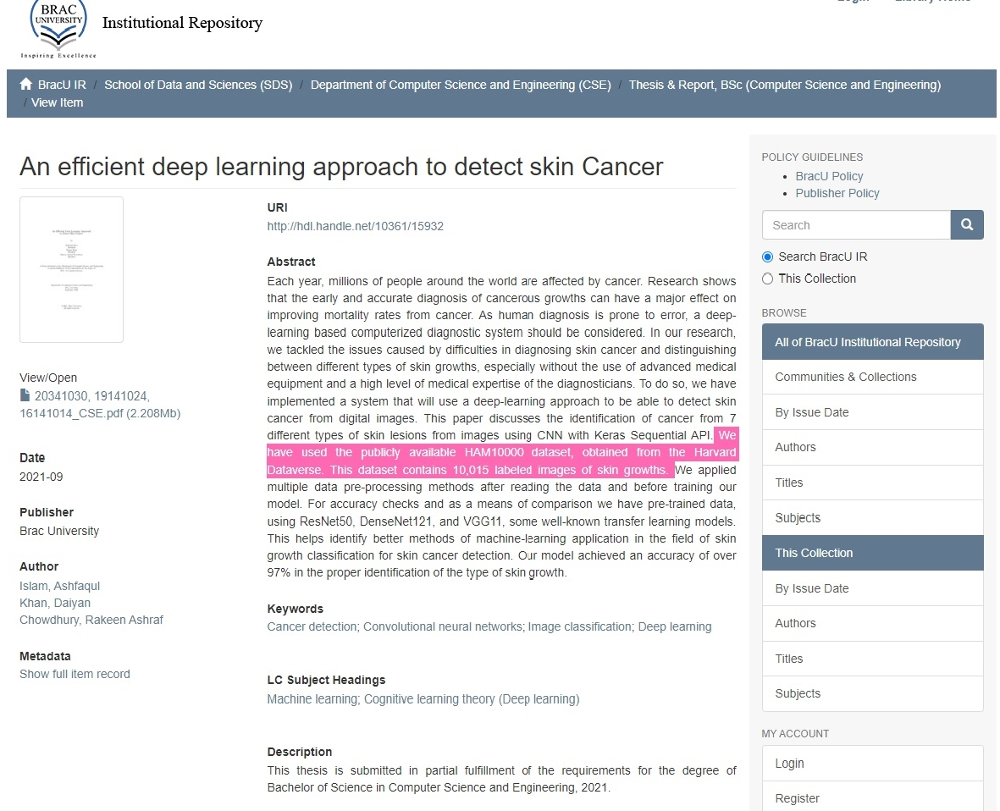 BRAC
UNIVERSITY
Inspiring Excellence
Institutional Repository
BracU IR / School of Data and Sciences (SDS) / Department of Computer Science and Engineering (CSE) / Thesis & Report, BSc (Computer Science and Engineering)
/ View Item
An efficient deep learning approach to detect skin Cancer
View/Open
20341030, 19141024,
16141014_CSE.pdf (2.208Mb)
Date
2021-09
Publisher
Brac University
Author
Islam, Ashfaqul
Khan, Daiyan
Chowdhury, Rakeen Ashraf
Metadata
Show full item record
URI
http://hdl.handle.net/10361/15932
Abstract
Each year, millions of people around the world are affected by cancer. Research shows
that the early and accurate diagnosis of cancerous growths can have a major effect on
improving mortality rates from cancer. As human diagnosis is prone to error, a deep-
learning based computerized diagnostic system should be considered. In our research,
we tackled the issues caused by difficulties in diagnosing skin cancer and distinguishing
between different types of skin growths, especially without the use of advanced medical
equipment and a high level of medical expertise of the diagnosticians. To do so, we have
implemented a system that will use a deep-learning approach to be able to detect skin
cancer from digital images. This paper discusses the identification of cancer from 7
different types of skin lesions from images using CNN with Keras Sequential API. We
have used the publicly available HAM10000 dataset, obtained from the Harvard
Dataverse. This dataset contains 10,015 labeled images of skin growths. We applied
multiple data pre-processing methods after reading the data and before training our
model. For accuracy checks and as a means of comparison we have pre-trained data,
using ResNet50, DenseNet121, and VGG11, some well-known transfer learning models.
This helps identify better methods of machine-learning application in the field of skin
growth classification for skin cancer detection. Our model achieved an accuracy of over
97% in the proper identification of the type of skin growth.
Keywords
Cancer detection; Convolutional neural networks; Image classification; Deep learning
LC Subject Headings
Machine learning; Cognitive learning theory (Deep learning)
Description
This thesis is submitted in partial fulfillment of the requirements for the degree of
Bachelor of Science in Computer Science and Engineering, 2021.
POLICY GUIDELINES
BracU Policy
Publisher Policy
Search
Search BracU IR
This Collection
BROWSE
All of BracU Institutional Repository
Communities & Collections
By Issue Date
Authors
Titles
Subjects
This Collection
By Issue Date
Authors
Titles
Subjects
MY ACCOUNT
Login
Register